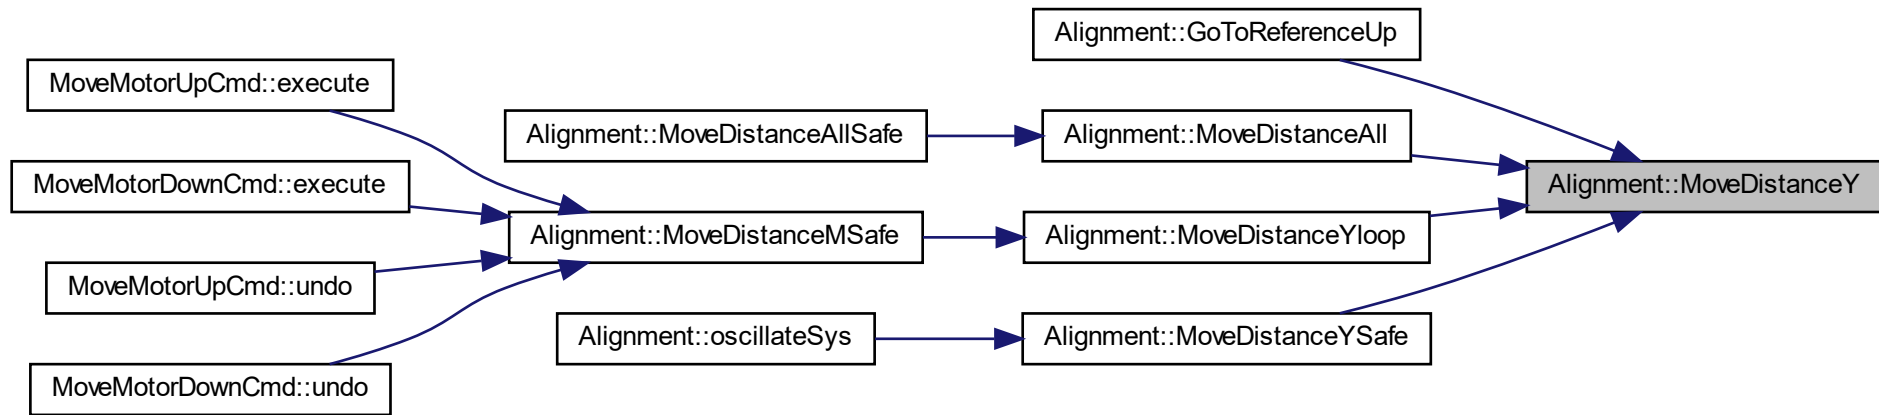 Alignment::GoToReferenceUp
MoveMotorUpCmd::execute
Alignment::MoveDistanceAllSafe
Alignment::MoveDistanceAll
MoveMotorDownCmd::execute
Alignment::MoveDistanceY
Alignment::MoveDistanceMSafe
Alignment::MoveDistanceYloop
MoveMotorUpCmd::undo
Alignment::oscillateSys
Alignment::MoveDistanceYSafe
MoveMotorDownCmd::undo